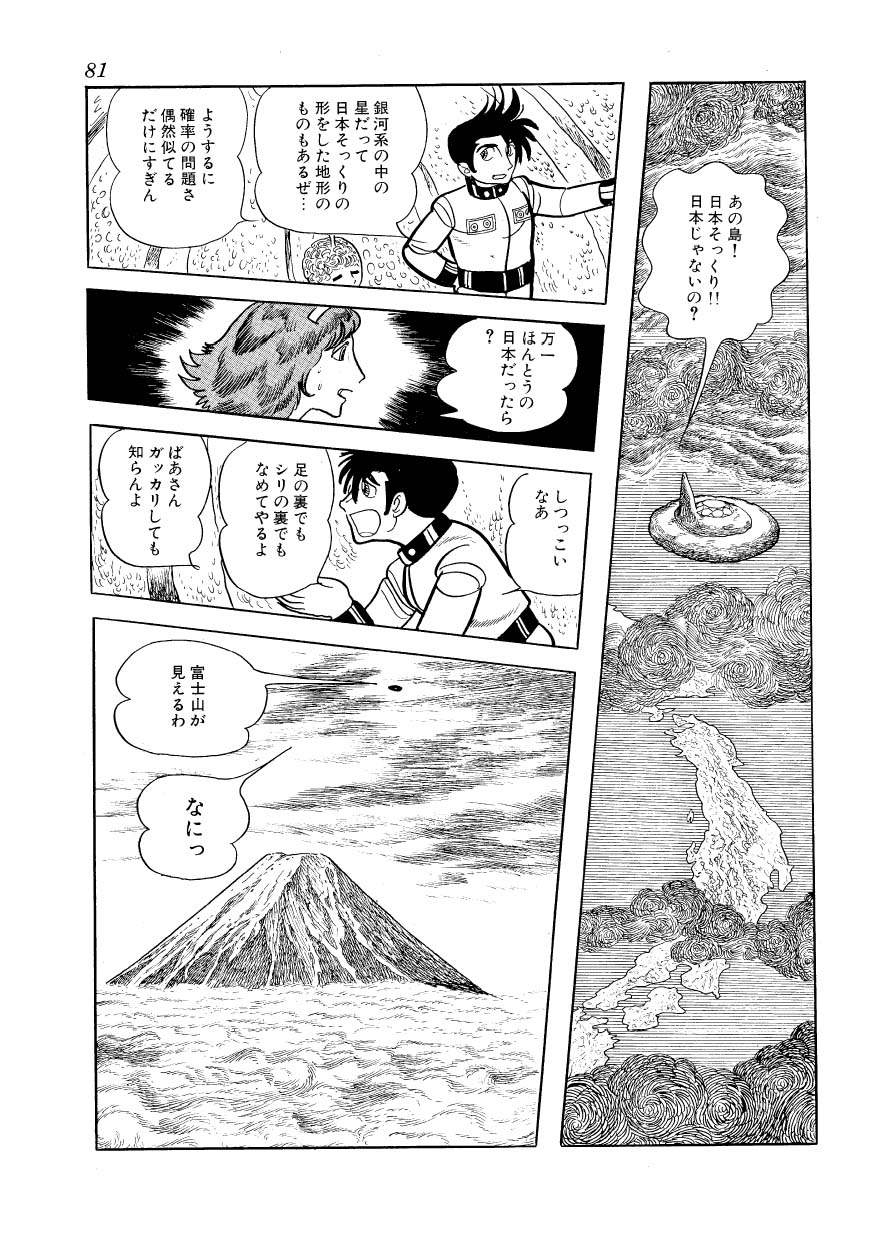 81
あの島！
日本そっくり!!
日本じゃないの？
銀河系の中の
星だって
日本そっくりの
形をした地形の
ものもあるぜ…
ようするに
確率の問題さ
偶然似てる
だけにすぎん
万一
ほんとうの
日本だったら
？
しつっこい
なあ
足の裏でも
シリの裏でも
なめてやるよ
ばあさん
ガッカリしても
知らんよ
富士山が
見えるわ
なにっ